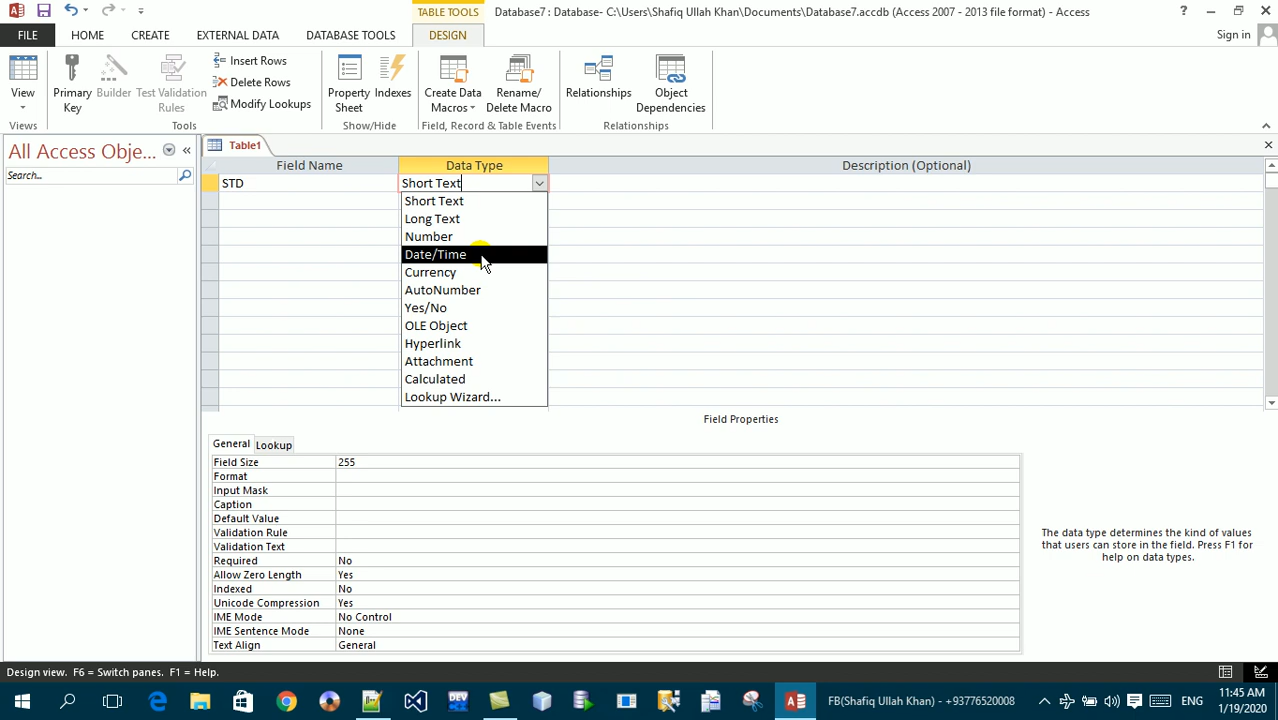 TABLE TOOLS
Database7 : Database- C:\Users\Shafiq Ullah Khan\Documents\Database7.accdb (Access 2007 - 2013 file format) - Access
?
FILE HOME CREATE EXTERNAL DATA DATABASE TOOLS DESIGN Sign in
View
Primary Key
Builder
Test Validation Rules
Insert Rows
Delete Rows
Modify Lookups
Property Sheet
Indexes
Create Data Macros
Rename/ Delete Macro
Relationships
Object Dependencies
Views Tools Show/Hide Field, Record & Table Events Relationships
All Access Obje...
Search...
Table1
Field Name Data Type Description (Optional)
STD Short Text
Short Text
Long Text
Number
Date/Time
Currency
AutoNumber
Yes/No
OLE Object
Hyperlink
Attachment
Calculated
Lookup Wizard...
Field Properties
General Lookup
Field Size 255
Format
Input Mask
Caption
Default Value
Validation Rule
Validation Text
Required No
Allow Zero Length Yes
Indexed No
Unicode Compression Yes
IME Mode No Control
IME Sentence Mode None
Text Align General
The data type determines the kind of values
that users can store in the field. Press F1 for
help on data types.
Design view. F6 = Switch panes. F1 = Help.
DEV
FB(Shafiq Ullah Khan) - +93776520008
ENG
11:45 AM
1/19/2020